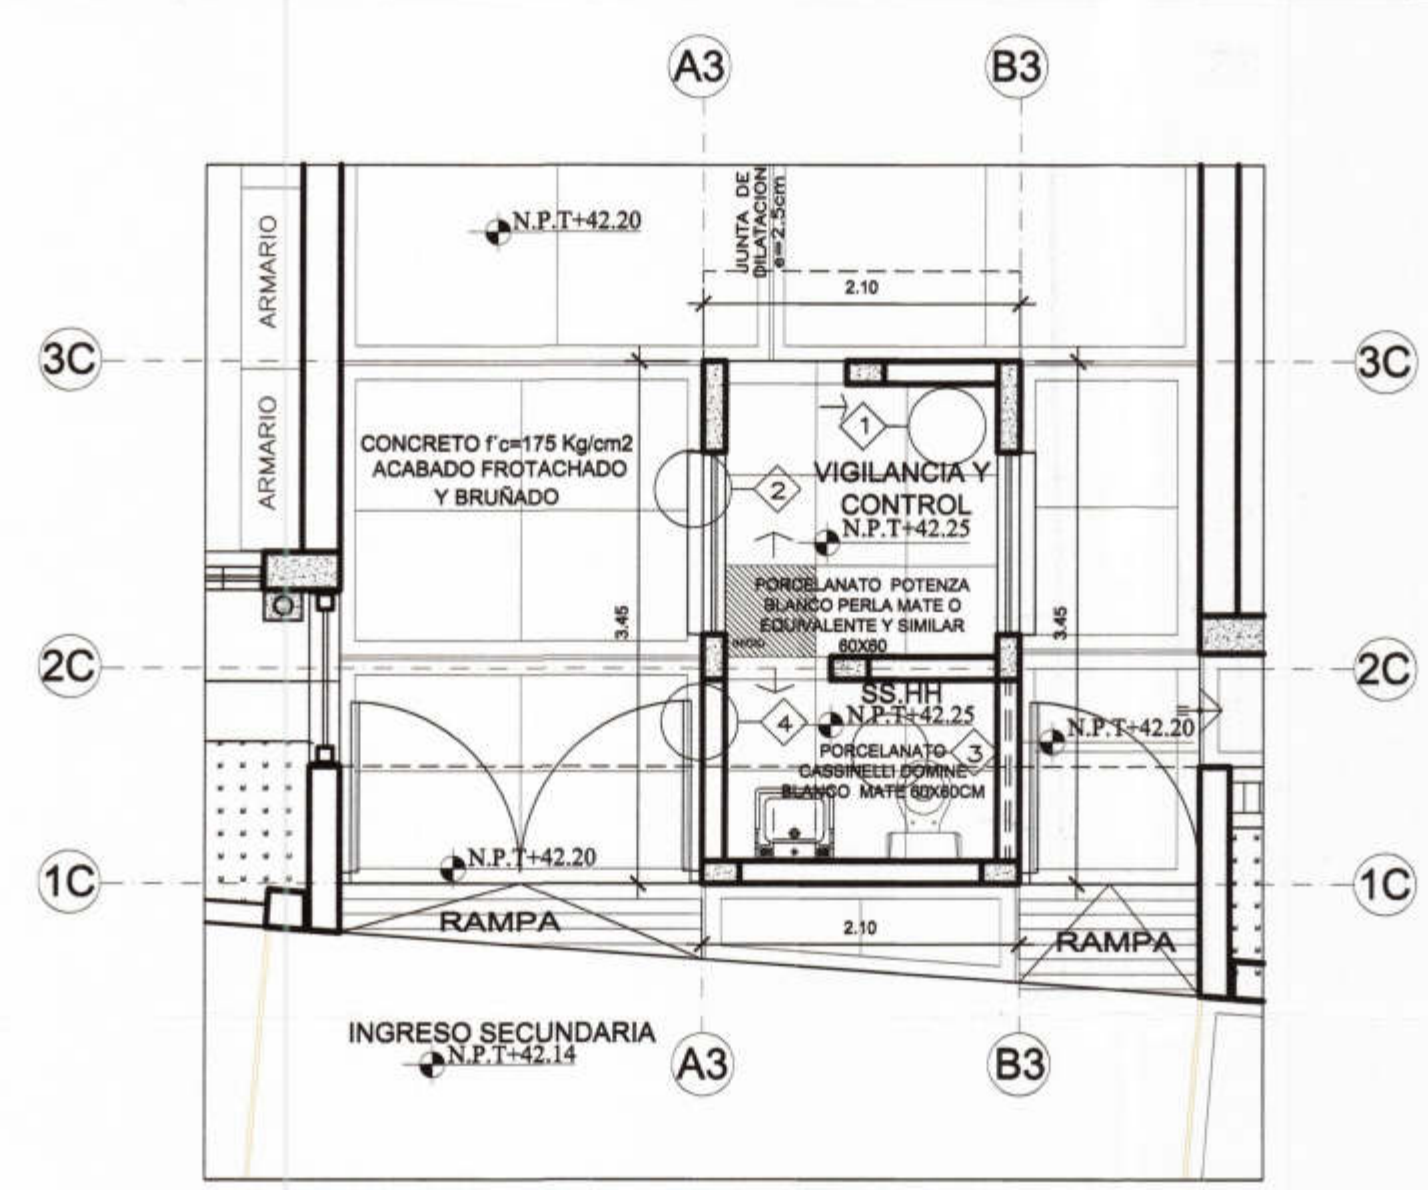 A3
B3
JUNTA DE
DILATACION
e=2.5cm
N.P.T+42.20
ARMARIO
2.10
3C
3C
ARMARIO
CONCRETO f´c=175 Kg/cm2
ACABADO FROTACHADO
Y BRUÑADO
1
2
VIGILANCIA Y
CONTROL
N.P.T+42.25
PORCELANATO POTENZA
BLANCO PERLA MATE O
EQUIVALENTE Y SIMILAR
60X60
INICIO
3.45
3.45
2C
2C
SS.HH
N.P.T+42.25
4
3
N.P.T+42.20
PORCELANATO
CASSINELLI DOMINE
BLANCO MATE 60X60CM
N.P.T+42.20
1C
1C
RAMPA
2.10
RAMPA
INGRESO SECUNDARIA
N.P.T+42.14
A3
B3